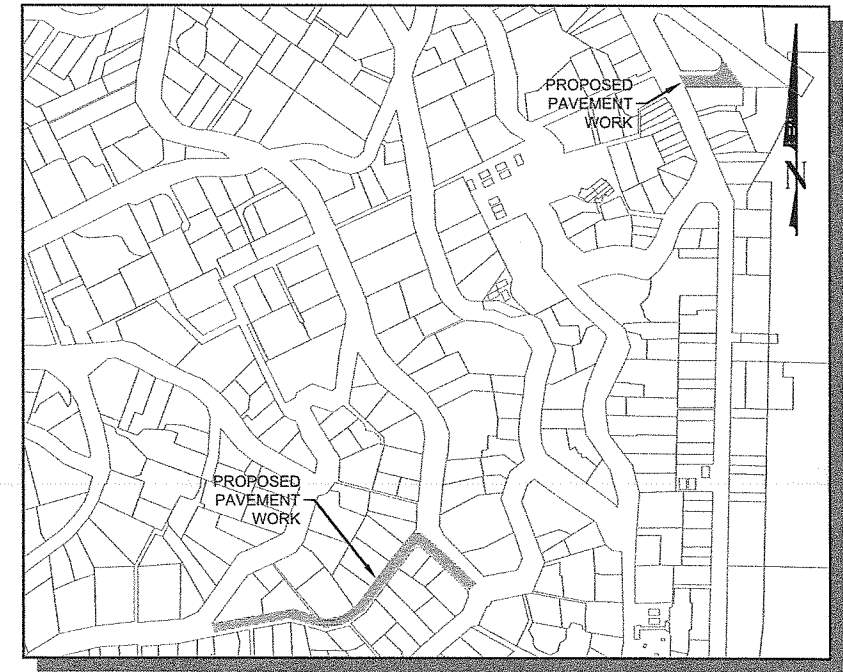 PROPOSED
PAVEMENT
WORK
N
PROPOSED
PAVEMENT
WORK